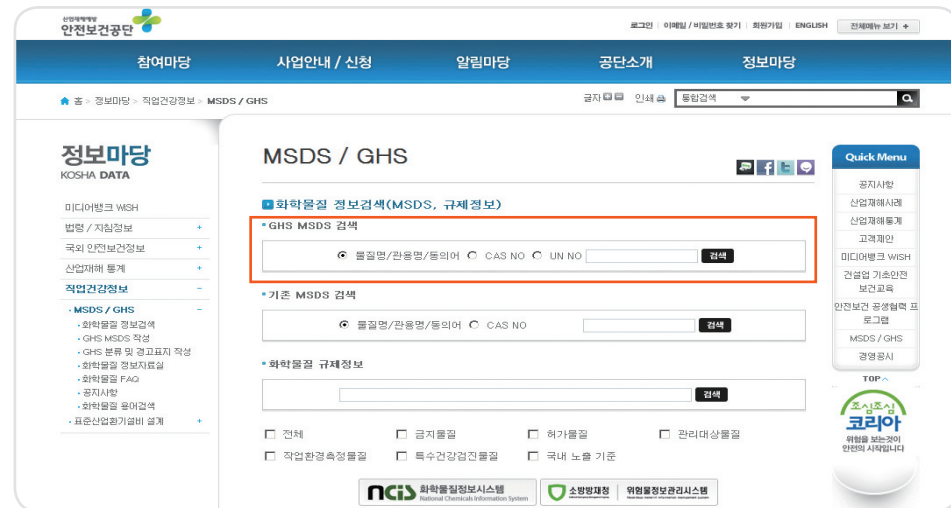 산업재해예방
안전보건공단
로그인 이메일 / 비밀번호 찾기 회원가입 ENGLISH 전체메뉴 보기 +
참여마당 사업안내 / 신청 알림마당 공단소개 정보마당
홈 > 정보마당 > 직업건강정보 > MSDS / GHS
글자 인쇄 통합검색
정보마당
KOSHA DATA
미디어뱅크 WISH
법령 / 지침정보 +
국외 안전보건정보 +
산업재해 통계 +
직업건강정보 -
· MSDS / GHS -
· 화학물질 정보검색
· GHS MSDS 작성
· GHS 분류 및 경고표지 작성
· 화학물질 정보자료실
· 화학물질 FAQ
· 공지사항
· 화학물질 용어검색
· 표준산업환기설비 설계 +
MSDS / GHS
화학물질 정보검색(MSDS, 규제정보)
GHS MSDS 검색
물질명/관용명/동의어 CAS NO UN NO 검색
기존 MSDS 검색
물질명/관용명/동의어 CAS NO 검색
화학물질 규제정보
검색
전체 금지물질 허가물질 관리대상물질
작업환경측정물질 특수건강검진물질 국내 노출 기준
ncis 화학물질정보시스템
National Chemicals Information System
소방방재청 위험물정보관리시스템
Quick Menu
공지사항
산업재해사례
산업재해통계
고객제안
미디어뱅크 WISH
건설업 기초안전
보건교육
안전보건 공생협력 프
로그램
MSDS / GHS
경영공시
TOP
조심조심
코리아
위험을 보는것이
안전의 시작입니다